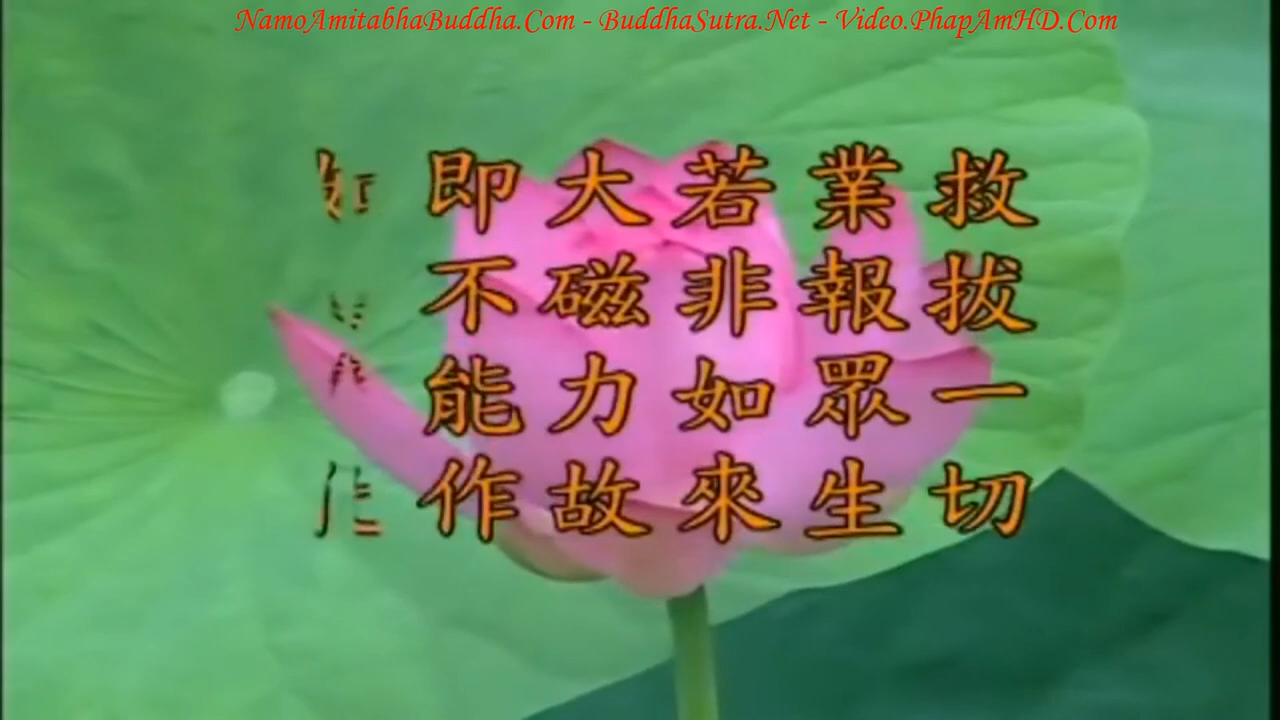 NamoAmitabhaBuddha.Com - BuddhaSutra.Net - Video.PhapAmHD.Com
救拔一切
業報眾生
若非如來
大磁力故
即不能作